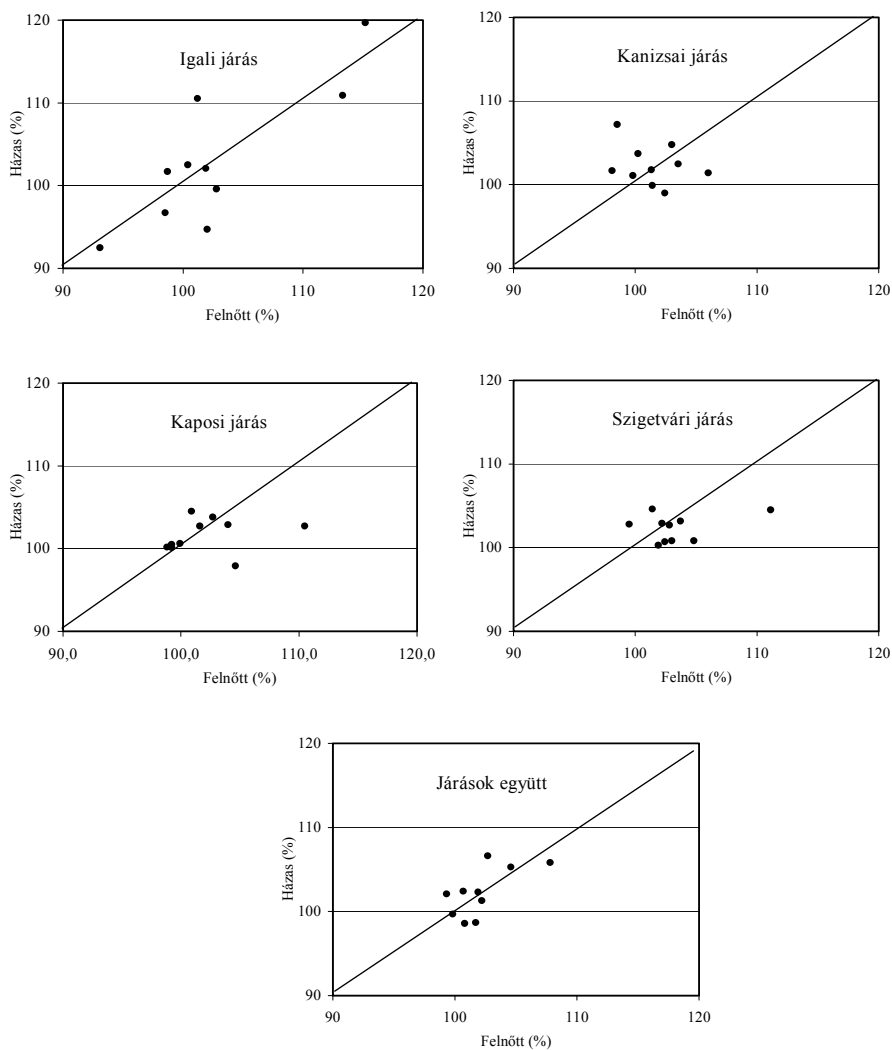 Igali járás
Házas (%)
120
110
100
90
90 100 110 120
Felnőtt (%)
Kanizsai járás
Házas (%)
120
110
100
90
90 100 110 120
Felnőtt (%)
Kaposi járás
Házas (%)
120
110
100
90
90,0 100,0 110,0 120,0
Felnőtt (%)
Szigetvári járás
Házas (%)
120
110
100
90
90 100 110 120
Felnőtt (%)
Járások együtt
Házas (%)
120
110
100
90
90 100 110 120
Felnőtt (%)